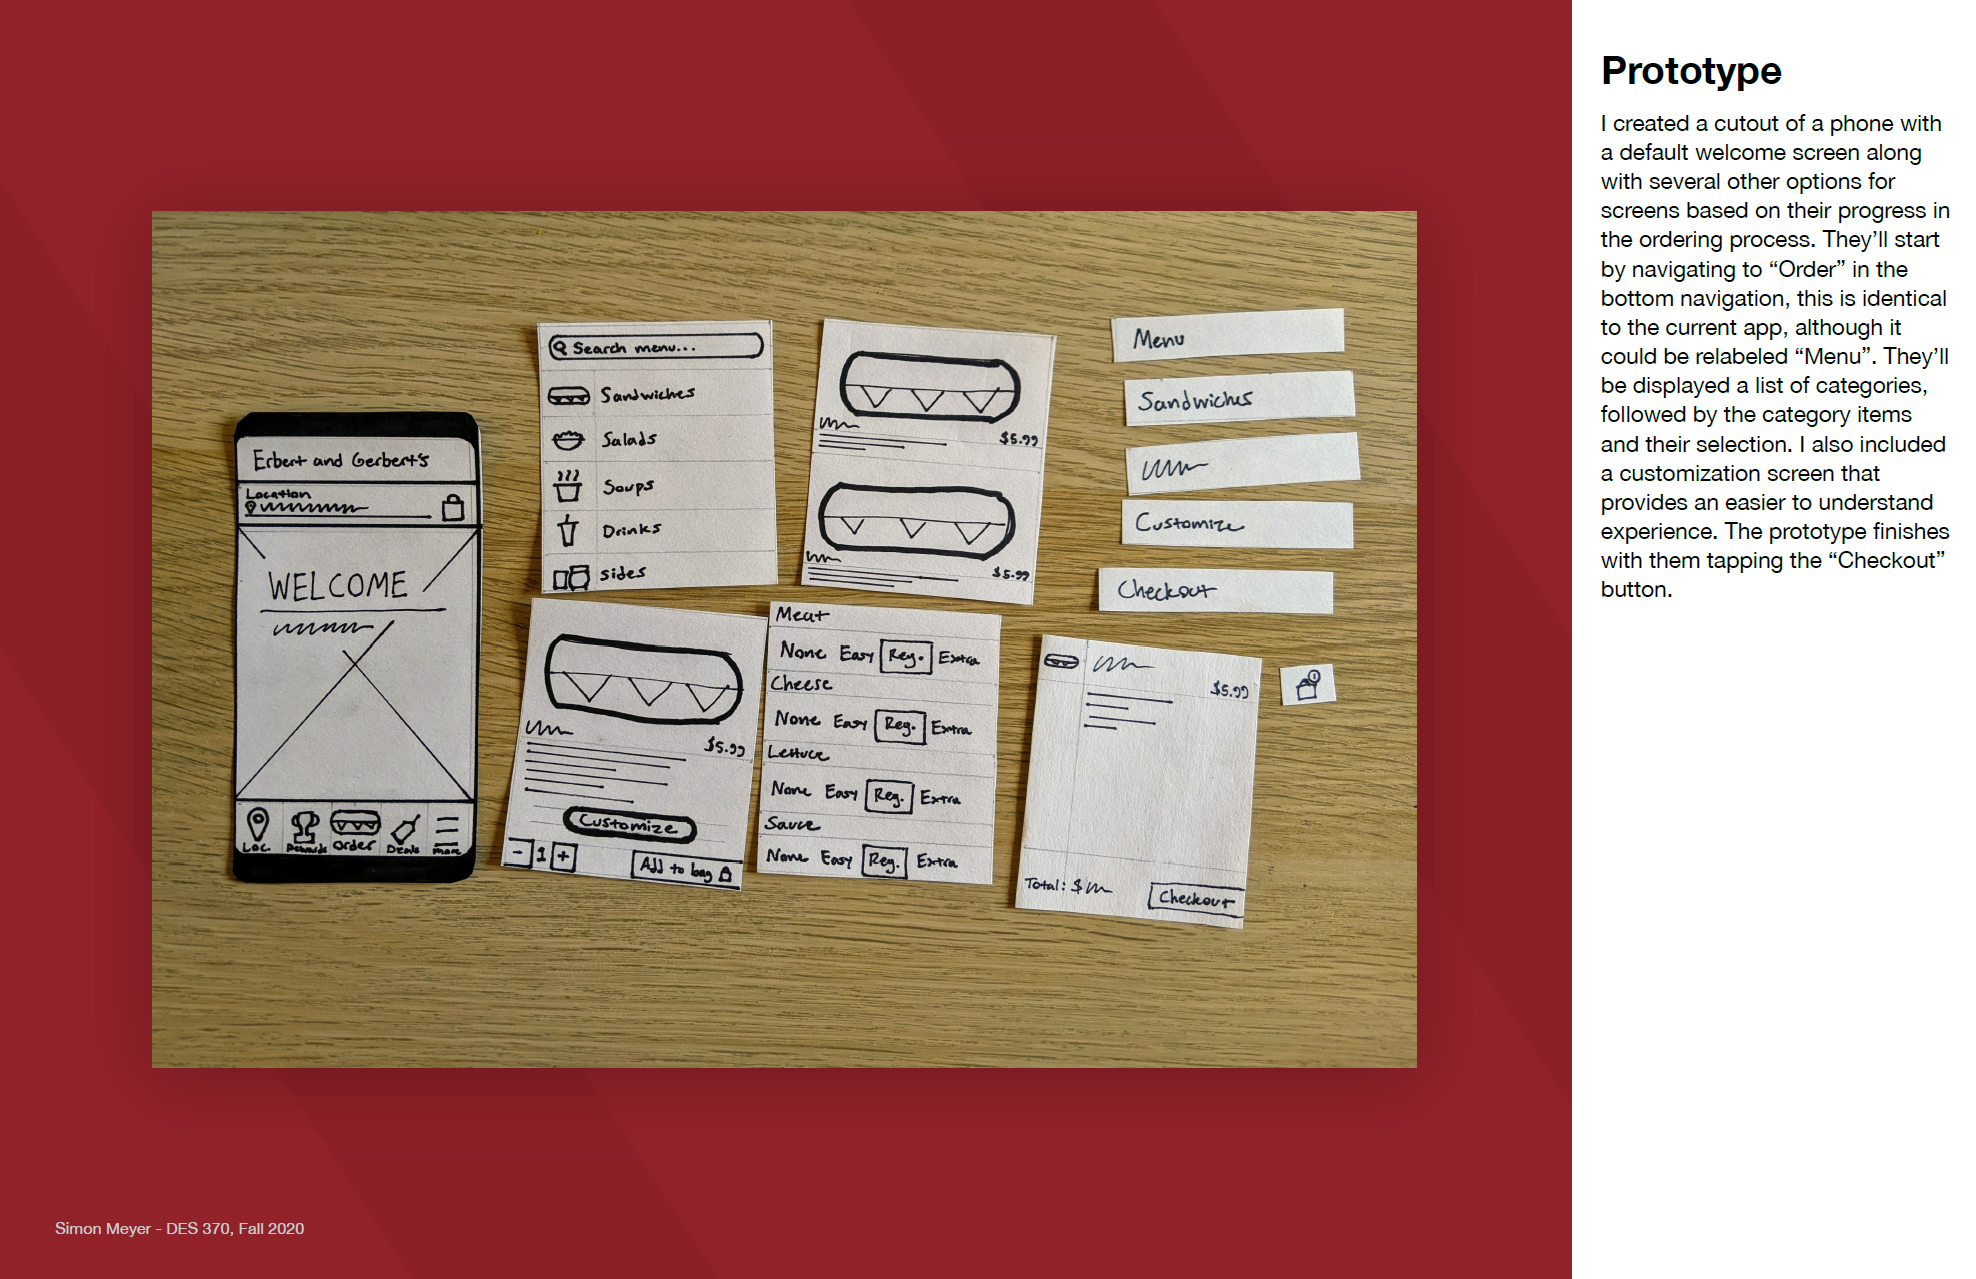 Prototype
I created a cutout of a phone with
a default welcome screen along
with several other options for
screens based on their progress in
the ordering process. They’ll start
by navigating to “Order” in the
bottom navigation, this is identical
to the current app, although it
could be relabeled “Menu”. They’ll
be displayed a list of categories,
followed by the category items
and their selection. I also included
a customization screen that
provides an easier to understand
experience. The prototype finishes
with them tapping the “Checkout”
button.
Erbert and Gerbert's
Location
WELCOME
Loc.
Rewards
Order
Deals
More
Search menu...
Sandwiches
Salads
Soups
Drinks
Sides
$5.99
$5.99
$5.99
Customize
- 1 +
Add to bag
Meat
None Easy Reg. Extra
Cheese
None Easy Reg. Extra
Lettuce
None Easy Reg. Extra
Sauce
None Easy Reg. Extra
Menu
Sandwiches
Customize
Checkout
$5.99
Total: $
Checkout
1
Simon Meyer - DES 370, Fall 2020